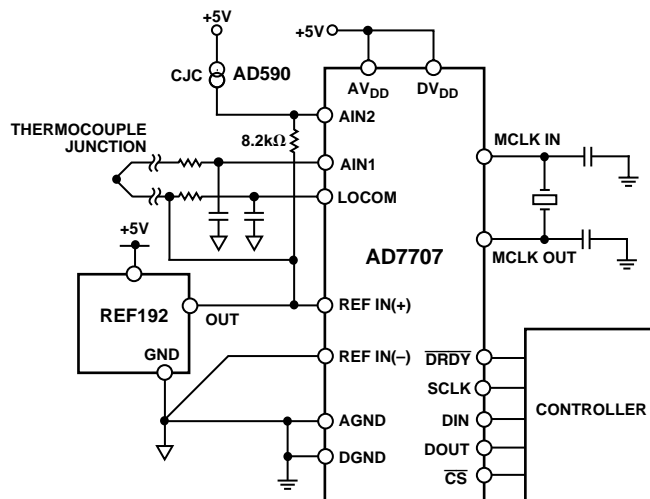 +5V
+5V
CJC
AD590
AVDD
DVDD
AIN2
THERMOCOUPLE
JUNCTION
8.2kΩ
AIN1
MCLK IN
LOCOM
+5V
AD7707
MCLK OUT
REF192
OUT
REF IN(+)
GND
REF IN(–)
DRDY
SCLK
CONTROLLER
AGND
DIN
DOUT
DGND
CS